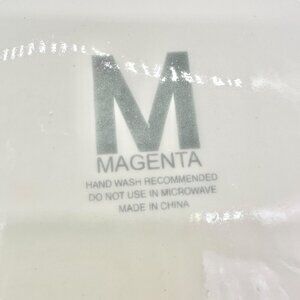 M
MAGENTA
HAND WASH RECOMMENDED
DO NOT USE IN MICROWAVE
MADE IN CHINA